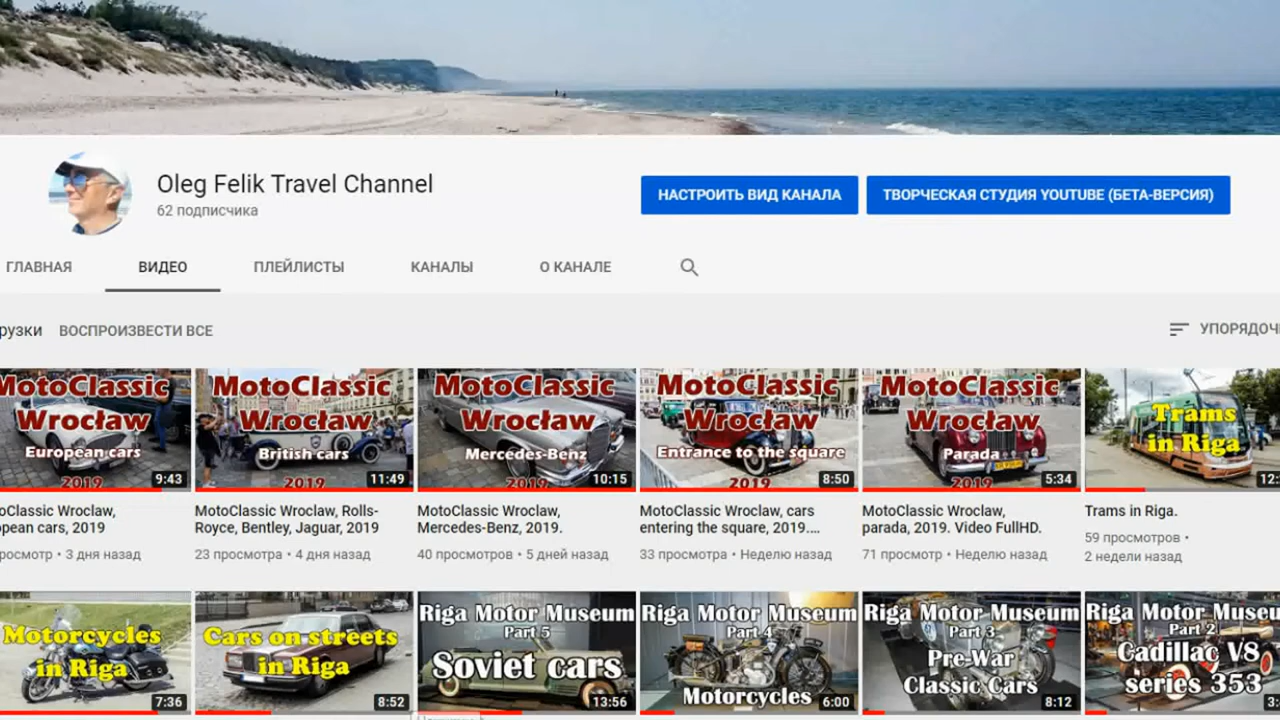 Oleg Felik Travel Channel
62 подписчика
НАСТРОИТЬ ВИД КАНАЛА
ТВОРЧЕСКАЯ СТУДИЯ YOUTUBE (БЕТА-ВЕРСИЯ)
ГЛАВНАЯ
ВИДЕО
ПЛЕЙЛИСТЫ
КАНАЛЫ
О КАНАЛЕ
рузки
ВОСПРОИЗВЕСТИ ВСЕ
УПОРЯДОЧ
MotoClassic
Wrocław
European cars
9:43
MotoClassic
Wrocław
British cars
2019
11:49
MotoClassic
Wrocław
Mercedes-Benz
2019
10:15
MotoClassic
Wrocław
Entrance to the square
2019
8:50
MotoClassic
Wrocław
Parada
2019
5:34
Trams
in Riga
12:
oClassic Wroclaw,
pean cars, 2019
росмотр • 3 дня назад
MotoClassic Wroclaw, Rolls-
Royce, Bentley, Jaguar, 2019
23 просмотра • 4 дня назад
MotoClassic Wroclaw,
Mercedes-Benz, 2019.
40 просмотров • 5 дней назад
MotoClassic Wroclaw, cars
entering the square, 2019....
33 просмотра • Неделю назад
MotoClassic Wroclaw,
parada, 2019. Video FullHD.
71 просмотр • Неделю назад
Trams in Riga.
59 просмотров •
2 недели назад
Motorcycles
in Riga
7:36
Cars on streets
in Riga
8:52
Riga Motor Museum
Part 5
Soviet cars
13:56
Riga Motor Museum
Part 4
Motorcycles
6:00
Riga Motor Museum
Part 3
Pre-War
Classic Cars
8:12
Riga Motor Museu
Part 2
Cadillac V8
series 353
3: